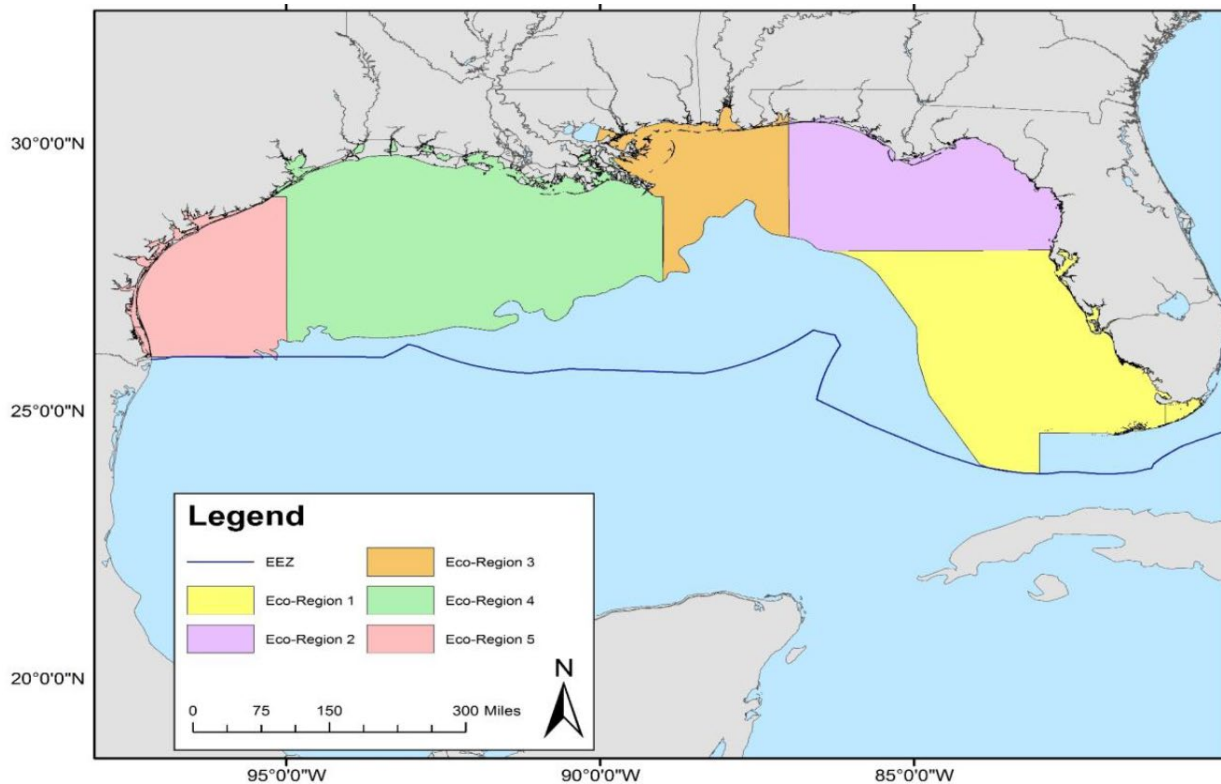 30°0'0"N
25°0'0"N
20°0'0"N
Legend
EEZ
Eco-Region 1
Eco-Region 2
Eco-Region 3
Eco-Region 4
Eco-Region 5
N
0 75 150 300 Miles
95°0'0"W 90°0'0"W 85°0'0"W